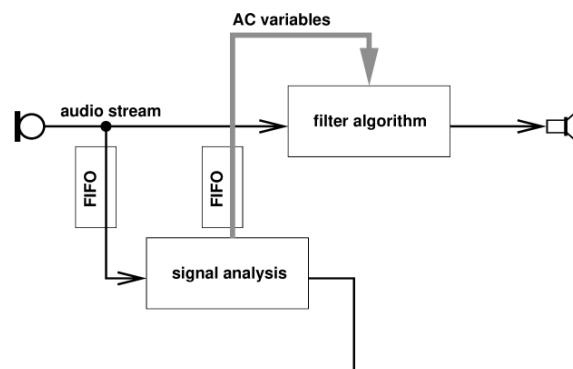 AC variables
audio stream
filter algorithm
FIFO
FIFO
signal analysis